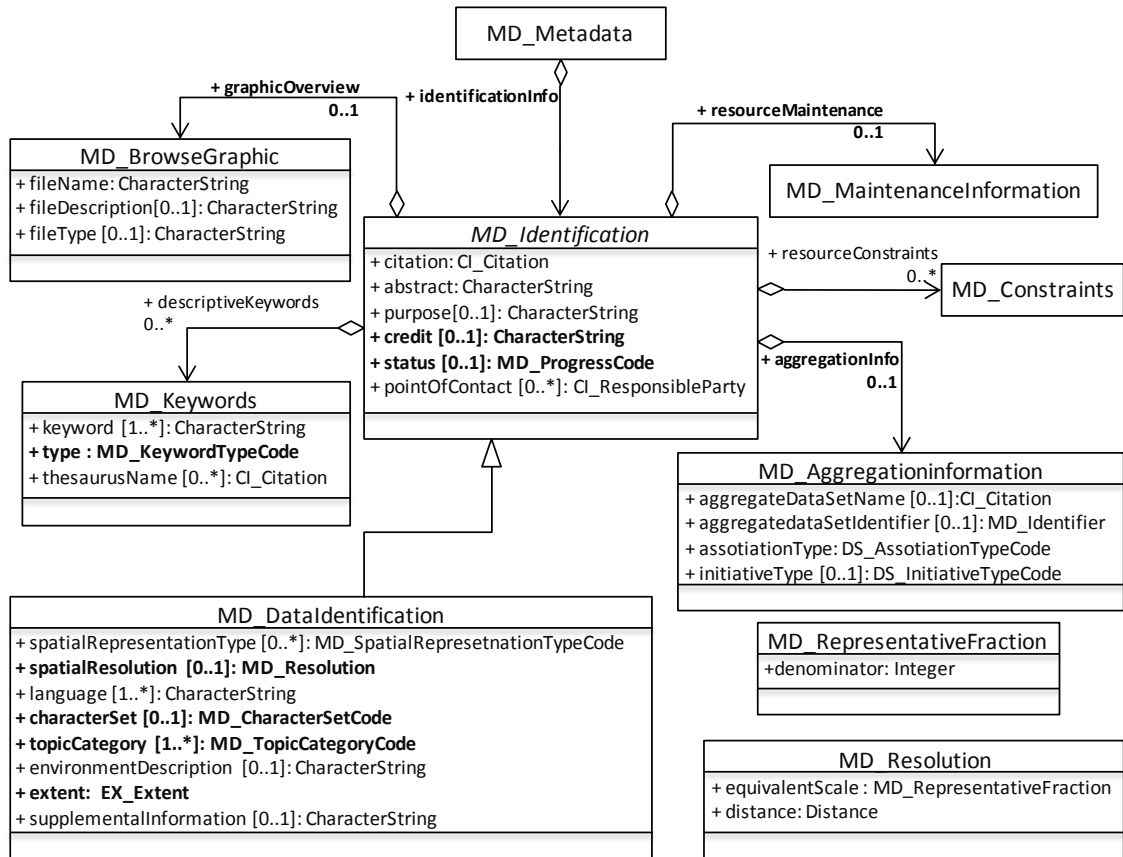 MD_Metadata
+ graphicOverview
0..1
+ identificationInfo
+ resourceMaintenance
0..1
MD_BrowseGraphic
+ fileName: CharacterString
+ fileDescription[0..1]: CharacterString
+ fileType [0..1]: CharacterString
MD_MaintenanceInformation
MD_Identification
+ citation: CI_Citation
+ abstract: CharacterString
+ purpose[0..1]: CharacterString
+ credit [0..1]: CharacterString
+ status [0..1]: MD_ProgressCode
+ pointOfContact [0..*]: CI_ResponsibleParty
+ resourceConstraints
0..*
MD_Constraints
+ descriptiveKeywords
0..*
+ aggregationInfo
0..1
MD_Keywords
+ keyword [1..*]: CharacterString
+ type : MD_KeywordTypeCode
+ thesaurusName [0..*]: CI_Citation
MD_Aggregationinformation
+ aggregateDataSetName [0..1]:CI_Citation
+ aggregatedataSetIdentifier [0..1]: MD_Identifier
+ assotiationType: DS_AssotiationTypeCode
+ initiativeType [0..1]: DS_InitiativeTypeCode
MD_DataIdentification
+ spatialRepresentationType [0..*]: MD_SpatialRepresetnationTypeCode
+ spatialResolution [0..1]: MD_Resolution
+ language [1..*]: CharacterString
+ characterSet [0..1]: MD_CharacterSetCode
+ topicCategory [1..*]: MD_TopicCategoryCode
+ environmentDescription [0..1]: CharacterString
+ extent: EX_Extent
+ supplementalInformation [0..1]: CharacterString
MD_RepresentativeFraction
+denominator: Integer
MD_Resolution
+ equivalentScale : MD_RepresentativeFraction
+ distance: Distance